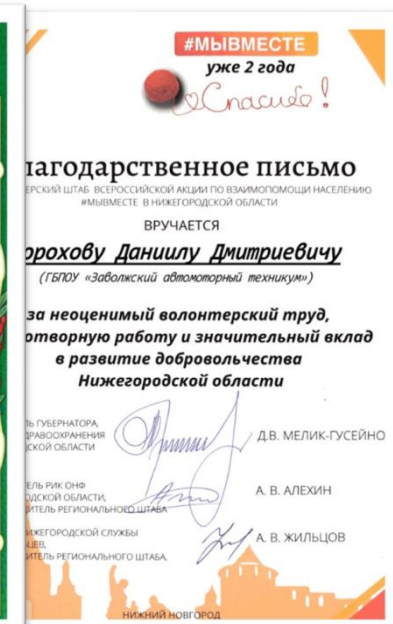 #МЫВМЕСТЕ
уже 2 года
Спасибо!
лагодарственное письмо
ЕРСКИЙ ШТАБ ВСЕРОССИЙСКОЙ АКЦИИ ПО ВЗАИМОПОМОЩИ НАСЕЛЕНИЮ
#МЫВМЕСТЕ В НИЖЕГОРОДСКОЙ ОБЛАСТИ
ВРУЧАЕТСЯ
орохову Даниилу Дмитриевичу
(ГБПОУ «Заволжский автомоторный техникум»)
за неоценимый волонтерский труд,
отворную работу и значительный вклад
в развитие добровольчества
Нижегородской области
Ь ГУБЕРНАТОРА,
ДРАВООХРАНЕНИЯ
СКОЙ ОБЛАСТИ
Д.В. МЕЛИК-ГУСЕЙНО
ЕЛЬ РИК ОНФ
ОДСКОЙ ОБЛАСТИ,
ИТЕЛЬ РЕГИОНАЛЬНОГО ШТАБА
А. В. АЛЕХИН
ИЖЕГОРОДСКОЙ СЛУЖБЫ
ЦЕВ,
ИТЕЛЬ РЕГИОНАЛЬНОГО ШТАБА,
А. В. ЖИЛЬЦОВ
НИЖНИЙ НОВГОРОД